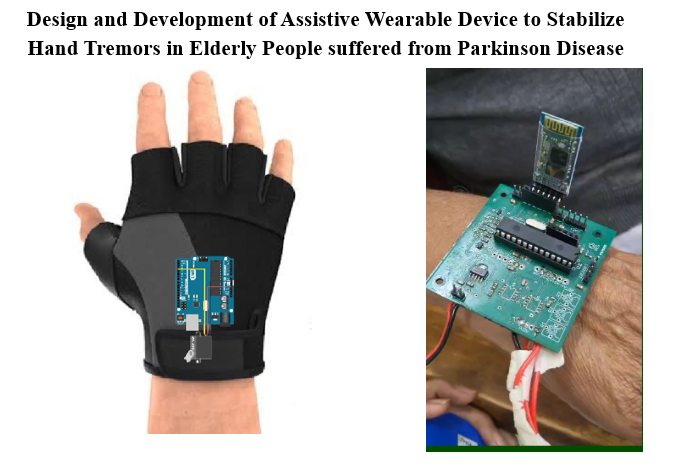 Design and Development of Assistive Wearable Device to Stabilize
Hand Tremors in Elderly People suffered from Parkinson Disease